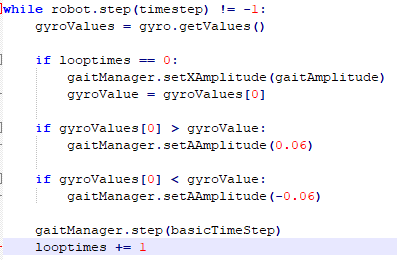 while robot.step(timestep) != -1:
    gyroValues = gyro.getValues()

    if looptimes == 0:
        gaitManager.setXAmplitude(gaitAmplitude)
        gyroValue = gyroValues[0]

    if gyroValues[0] > gyroValue:
        gaitManager.setAAmplitude(0.06)

    if gyroValues[0] < gyroValue:
        gaitManager.setAAmplitude(-0.06)

    gaitManager.step(basicTimeStep)
    looptimes += 1